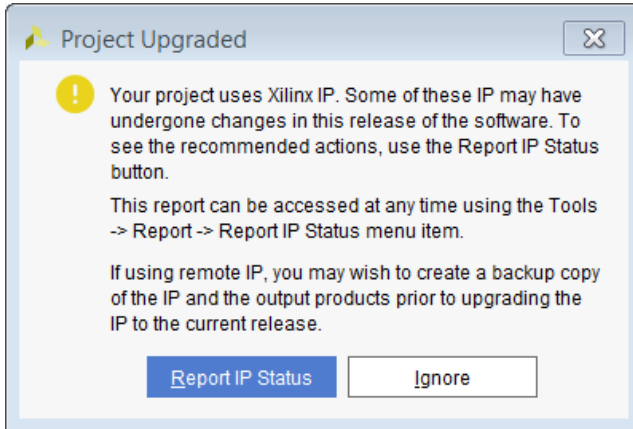 Project Upgraded
Your project uses Xilinx IP. Some of these IP may have
undergone changes in this release of the software. To
see the recommended actions, use the Report IP Status
button.
This report can be accessed at any time using the Tools
-> Report -> Report IP Status menu item.
If using remote IP, you may wish to create a backup copy
of the IP and the output products prior to upgrading the
IP to the current release.
Report IP Status
Ignore